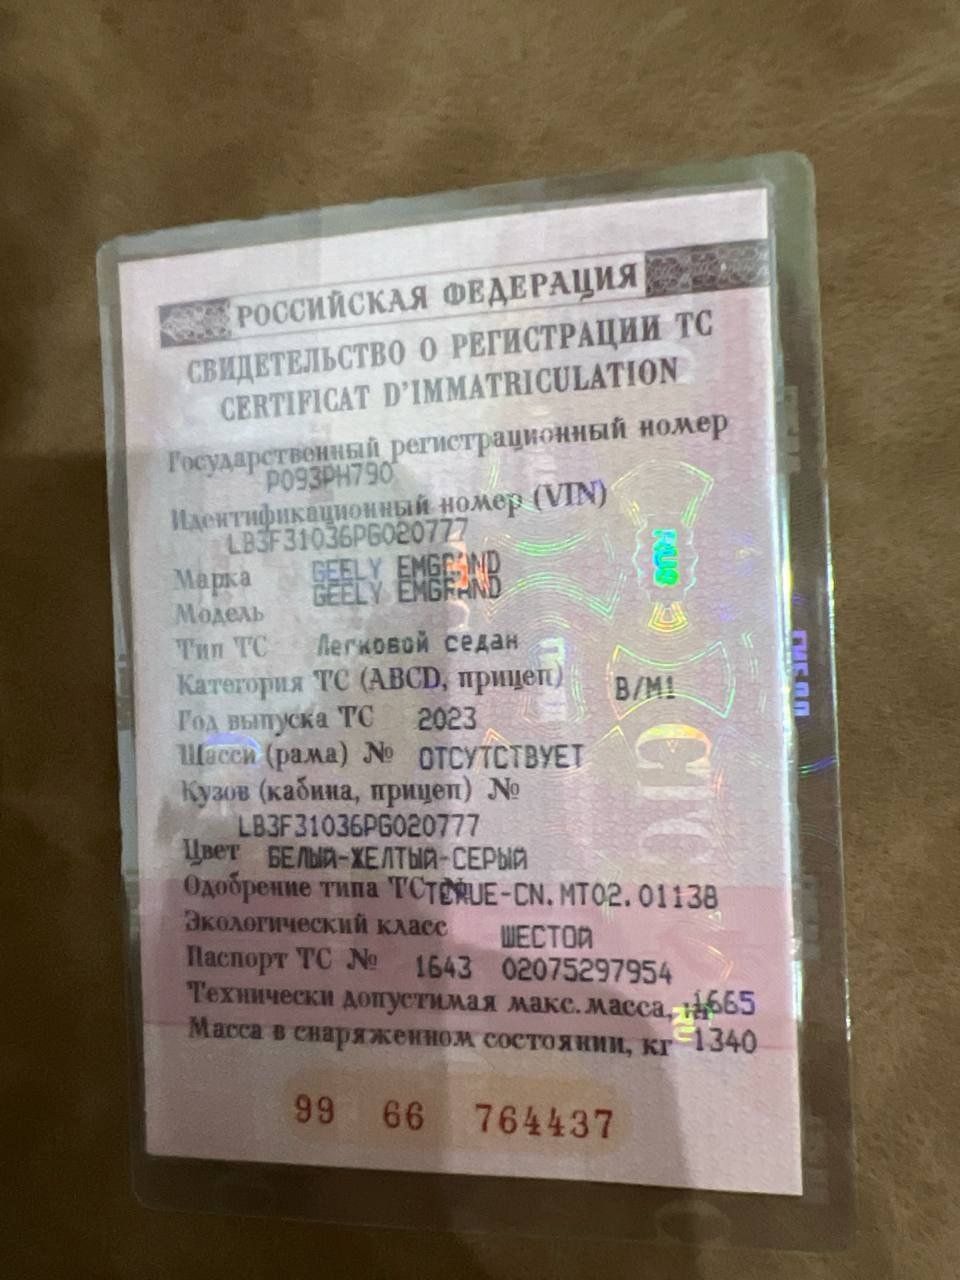 РОССИЙСКАЯ ФЕДЕРАЦИЯ
СВИДЕТЕЛЬСТВО О РЕГИСТРАЦИИ ТС
CERTIFICAT D'IMMATRICULATION
Государственный регистрационный номер
Р093РН790
Идентификационный номер (VIN)
LB3F31036PG020777
Марка GEELY EMGRAND
Модель GEELY EMGRAND
Тип ТС Легковой седан
Категория ТС (ABCD, прицеп) B/M1
Год выпуска ТС 2023
Шасси (рама) № ОТСУТСТВУЕТ
Кузов (кабина, прицеп) №
LB3F31036PG020777
Цвет БЕЛЫЙ-ЖЕЛТЫЙ-СЕРЫЙ
Одобрение типа ТС № ТС RUE-CN.MT02.01138
Экологический класс ШЕСТОЙ
Паспорт ТС № 1643 02075297954
Технически допустимая макс. масса, кг 1665
Масса в снаряженном состоянии, кг 1340
99 66 764437
RUS
RU